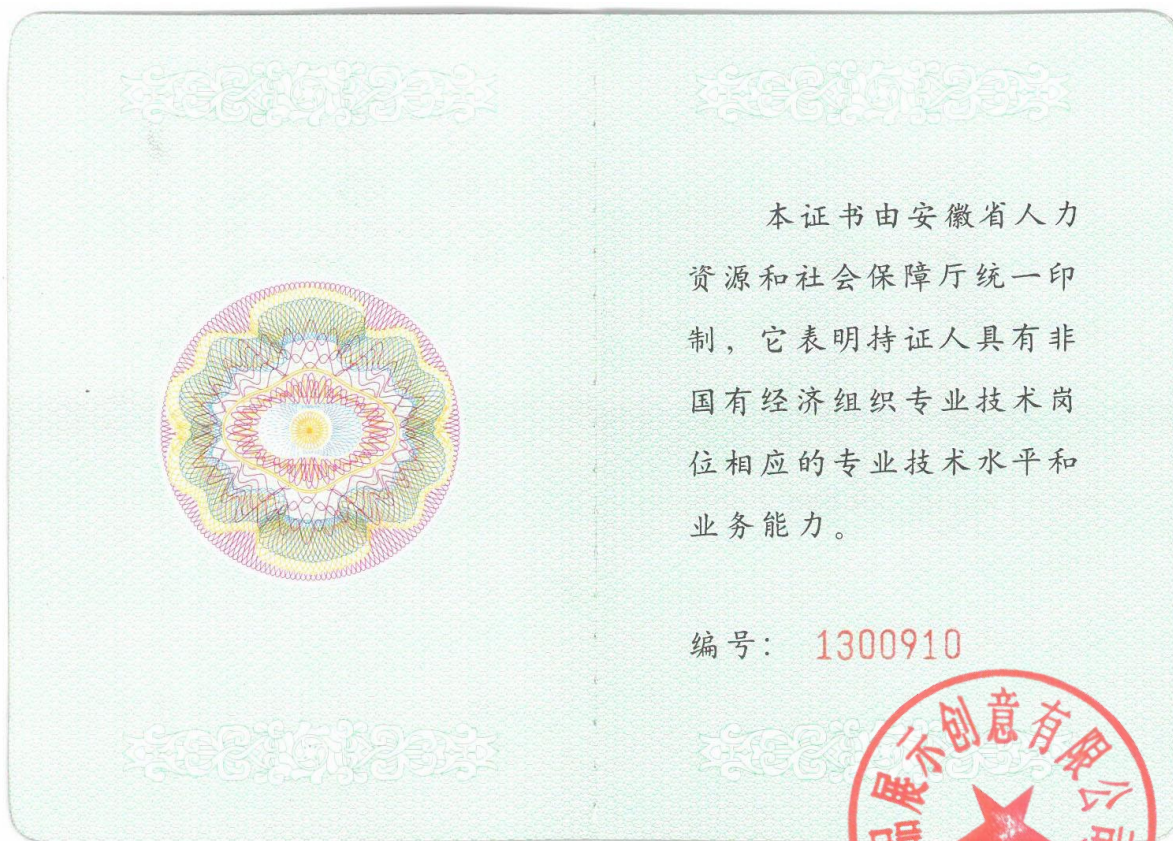 本证书由安徽省人力
资源和社会保障厅统一印
制，它表明持证人具有非
国有经济组织专业技术岗
位相应的专业技术水平和
业务能力。
编号： 1300910
品展示创意有限公司